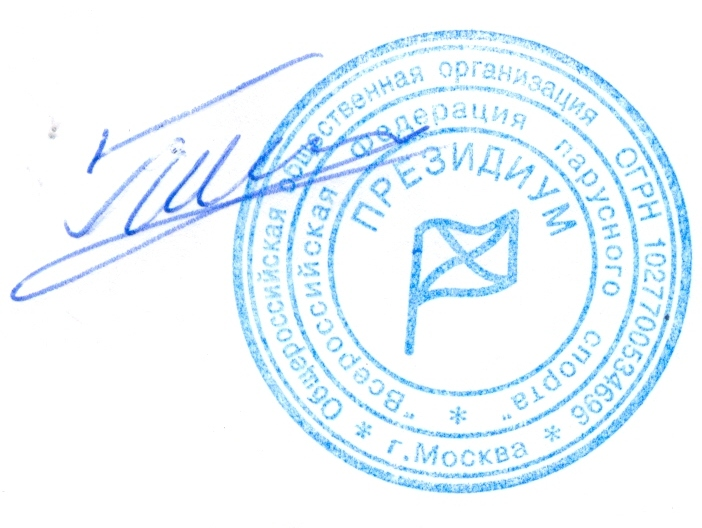 Общероссийская общественная организация ОГРН 1027700534696
* г.Москва *
"Всероссийская Федерация парусного спорта" *
ПРЕЗИДИУМ